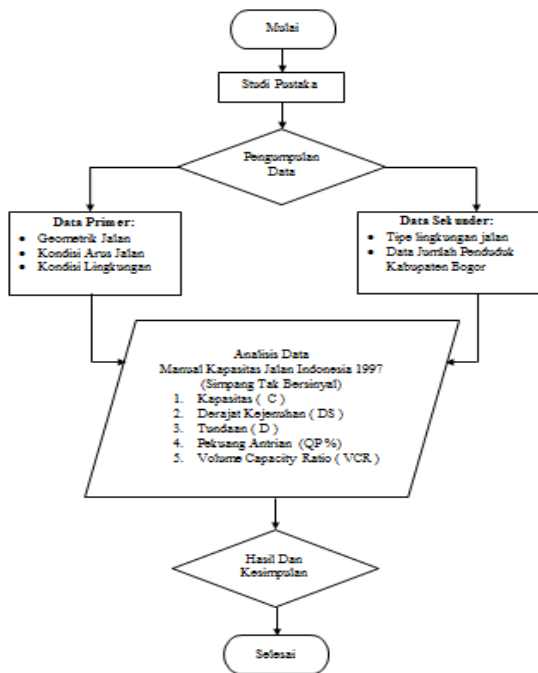 Mulai
Studi Pustaka
Pengumpulan
Data
Data Primer:
• Geometrik Jalan
• Kondisi Arus Jalan
• Kondisi Lingkungan
Data Sekunder:
• Tipe lingkungan jalan
• Data Jumlah Penduduk
Kabupaten Bogor
Analisis Data
Manual Kapasitas Jalan Indonesia 1997
(Simpang Tak Bersinyal)
1. Kapasitas ( C )
2. Derajat Kejenuhan ( DS )
3. Tundaan ( D )
4. Pekuang Antrian (QP %)
5. Volume Capacity Ratio ( VCR )
Hasil Dan
Kesimpulan
Selesai